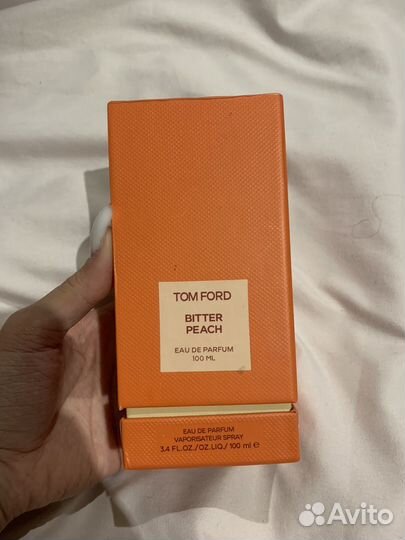 TOM FORD
BITTER
PEACH
EAU DE PARFUM
100 ML
EAU DE PARFUM
VAPORISATEUR SPRAY
3.4 FL.OZ./OZ.LIQ./ 100 ml e
Avito